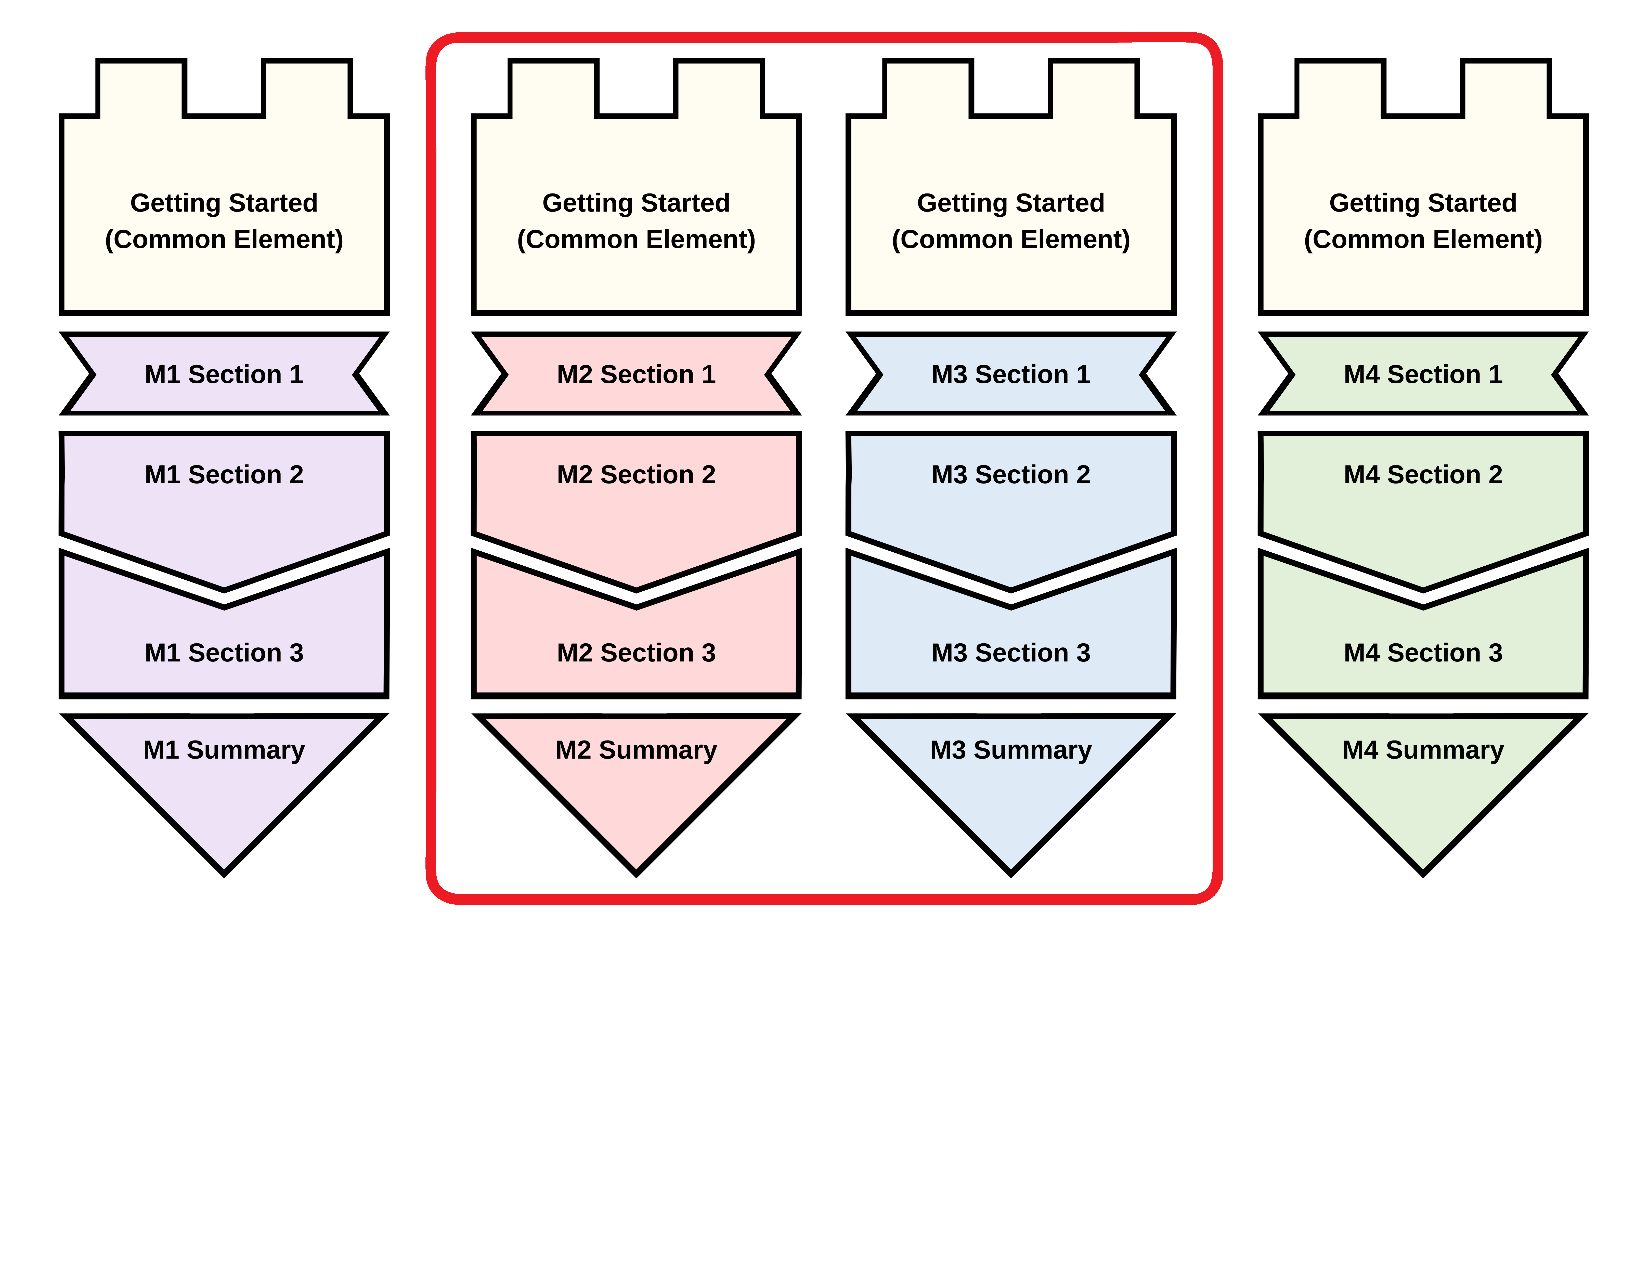 Getting Started
(Common Element)
M1 Section 1
M1 Section 2
M1 Section 3
M1 Summary
Getting Started
(Common Element)
M2 Section 1
M2 Section 2
M2 Section 3
M2 Summary
Getting Started
(Common Element)
M3 Section 1
M3 Section 2
M3 Section 3
M3 Summary
Getting Started
(Common Element)
M4 Section 1
M4 Section 2
M4 Section 3
M4 Summary